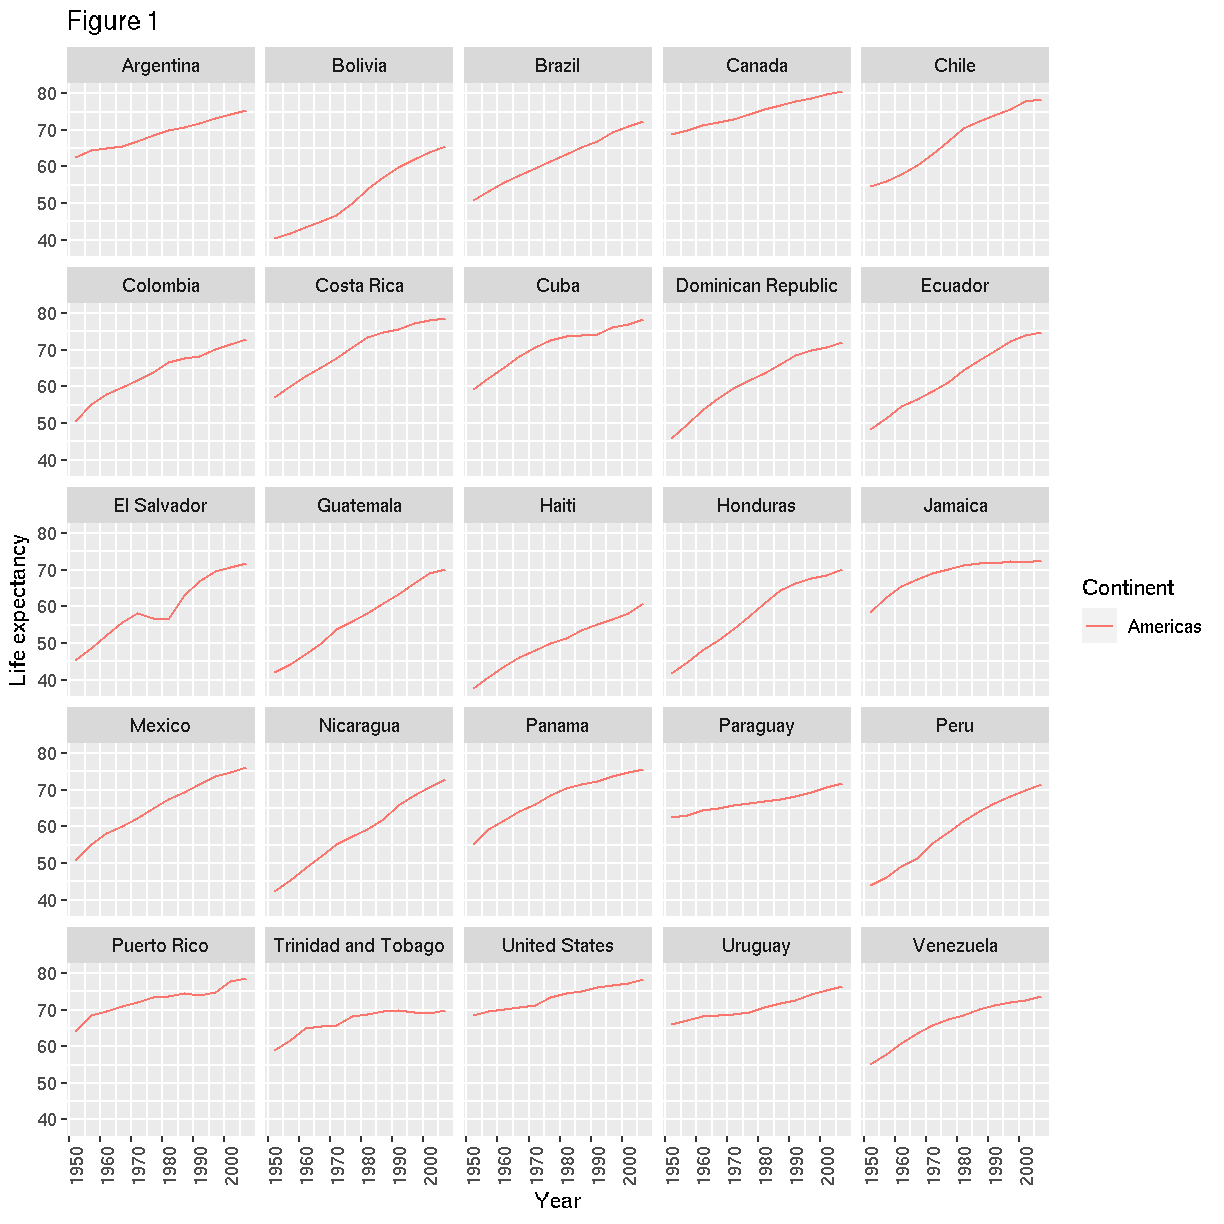 Figure 1
Argentina Bolivia Brazil Canada Chile
80
70
60
50
40
Colombia Costa Rica Cuba Dominican Republic Ecuador
80
70
60
50
40
El Salvador Guatemala Haiti Honduras Jamaica
80
70
60
50
40
Life expectancy
Mexico Nicaragua Panama Paraguay Peru
80
70
60
50
40
Puerto Rico Trinidad and Tobago United States Uruguay Venezuela
80
70
60
50
40
1950 1960 1970 1980 1990 2000 1950 1960 1970 1980 1990 2000 1950 1960 1970 1980 1990 2000 1950 1960 1970 1980 1990 2000 1950 1960 1970 1980 1990 2000
Year
Continent
Americas